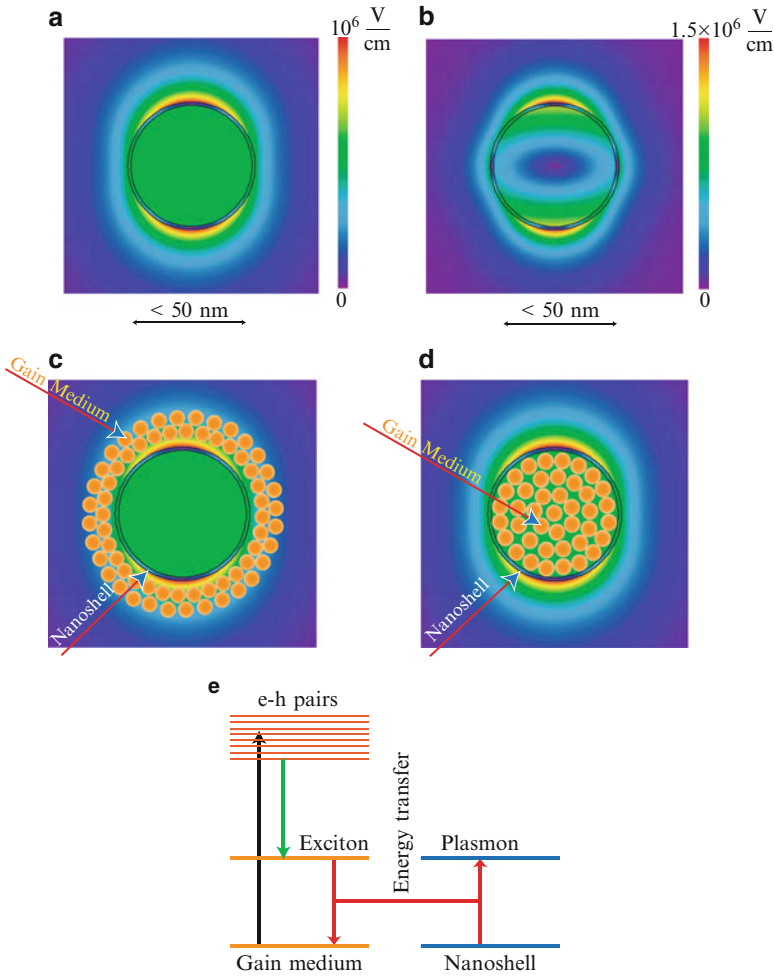 a
10⁶ V/cm
0
< 50 nm
b
1.5×10⁶ V/cm
0
< 50 nm
c
Gain Medium
Nanoshell
d
Gain Medium
Nanoshell
e
e-h pairs
Exciton
Energy transfer
Plasmon
Gain medium
Nanoshell